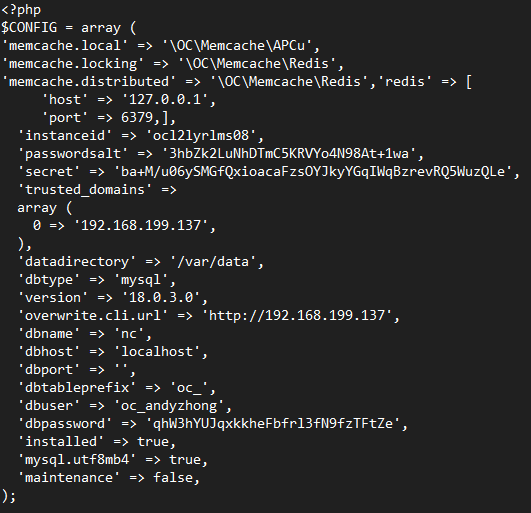 <?php
$CONFIG = array (
'memcache.local' => '\OC\Memcache\APCu',
'memcache.locking' => '\OC\Memcache\Redis',
'memcache.distributed' => '\OC\Memcache\Redis','redis' => [
     'host' => '127.0.0.1',
     'port' => 6379,],
  'instanceid' => 'ocl2lyrlms08',
  'passwordsalt' => '3hbZk2LuNhDTmC5KRVYo4N98At+1wa',
  'secret' => 'ba+M/u06ySMGfQxioacaFzsOYJkyYGqIWqBzrevRQ5WuzQLe',
  'trusted_domains' =>
  array (
    0 => '192.168.199.137',
  ),
  'datadirectory' => '/var/data',
  'dbtype' => 'mysql',
  'version' => '18.0.3.0',
  'overwrite.cli.url' => 'http://192.168.199.137',
  'dbname' => 'nc',
  'dbhost' => 'localhost',
  'dbport' => '',
  'dbtableprefix' => 'oc_',
  'dbuser' => 'oc_andyzhong',
  'dbpassword' => 'qhW3hYUJqxkkheFbfrl3fN9fzTFtZe',
  'installed' => true,
  'mysql.utf8mb4' => true,
  'maintenance' => false,
);